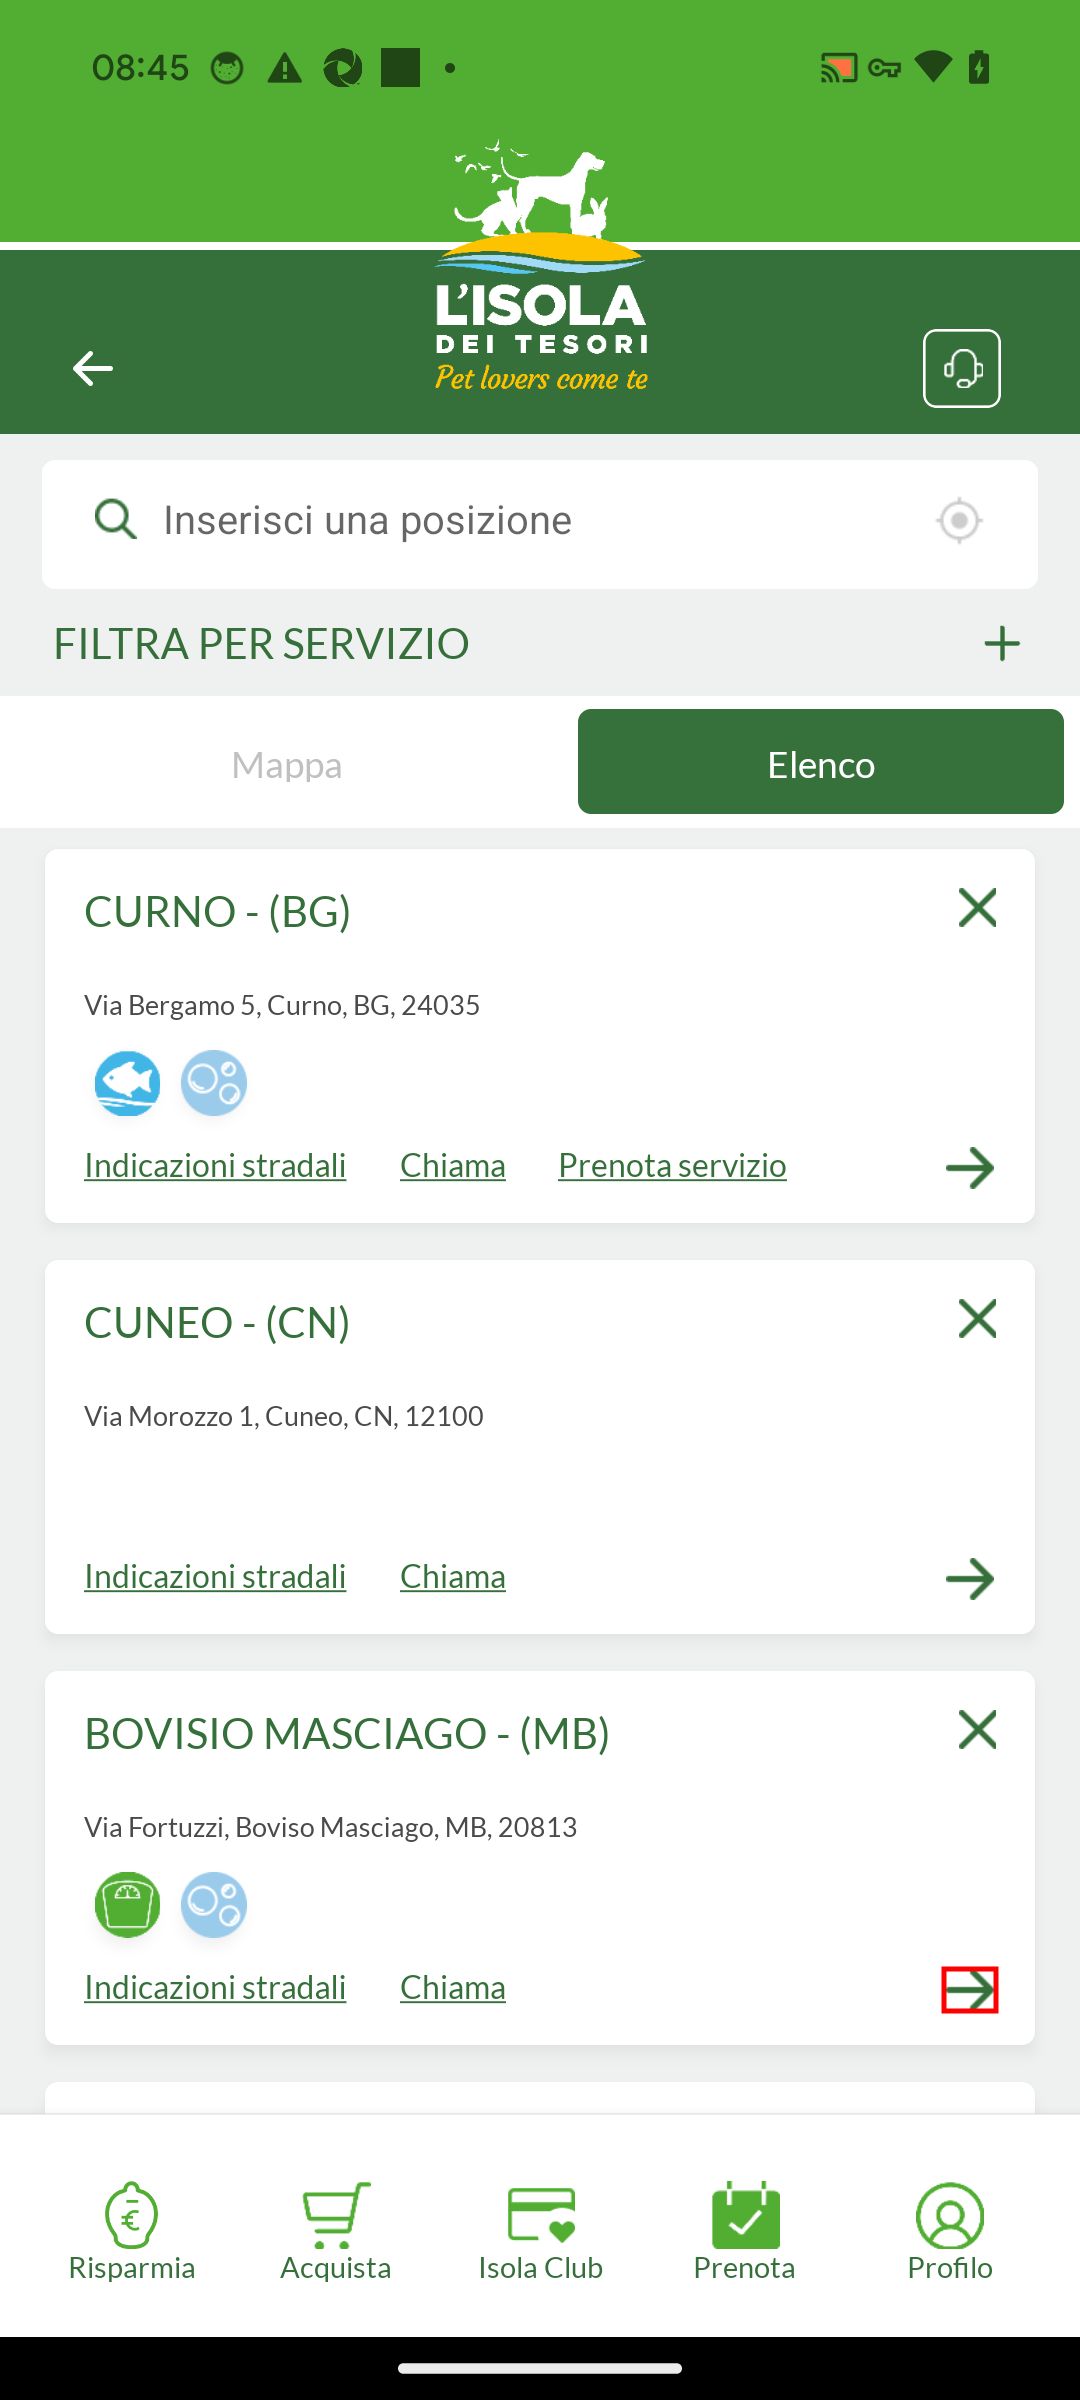 08:45
L'ISOLA
DEI TESORI
Pet lovers come te
Inserisci una posizione
FILTRA PER SERVIZIO
Mappa Elenco
CURNO - (BG)
Via Bergamo 5, Curno, BG, 24035
Indicazioni stradali Chiama Prenota servizio
CUNEO - (CN)
Via Morozzo 1, Cuneo, CN, 12100
Indicazioni stradali Chiama
BOVISIO MASCIAGO - (MB)
Via Fortuzzi, Boviso Masciago, MB, 20813
Indicazioni stradali Chiama
Risparmia Acquista Isola Club Prenota Profilo